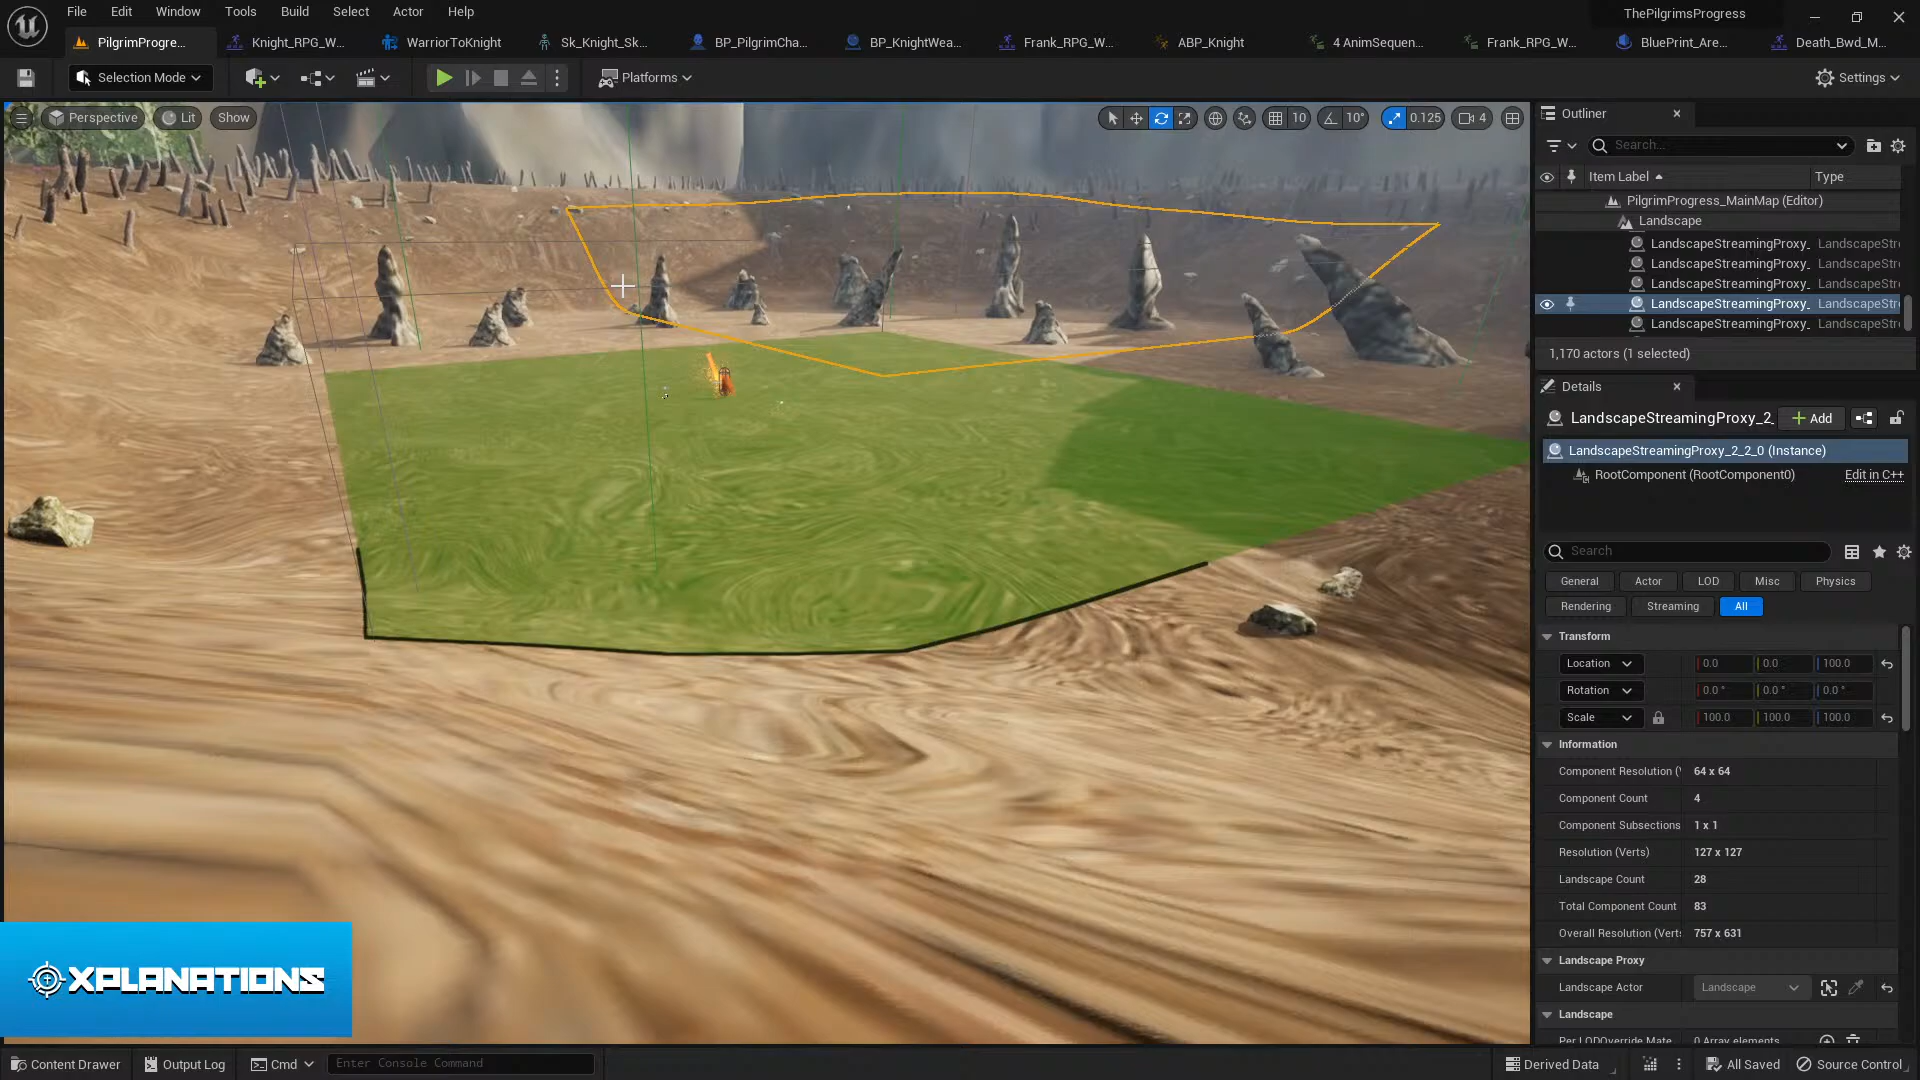 File Edit Window Tools Build Select Actor Help
ThePilgrimsProgress
PilgrimProgre...
Knight_RPG_W...
WarriorToKnight
Sk_Knight_Sk...
BP_PilgrimCha...
BP_KnightWea...
Frank_RPG_W...
ABP_Knight
4 AnimSequen...
Frank_RPG_W...
BluePrint_Are...
Death_Bwd_M...
Selection Mode
Platforms
Settings
Perspective Lit Show
10 10° 0.125 4
Outliner
Search...
Item Label Type
PilgrimProgress_MainMap (Editor)
Landscape
LandscapeStreamingProxy_ LandscapeStr
LandscapeStreamingProxy_ LandscapeStr
LandscapeStreamingProxy_ LandscapeStr
LandscapeStreamingProxy_ LandscapeStr
LandscapeStreamingProxy_ LandscapeStr
1,170 actors (1 selected)
Details
LandscapeStreamingProxy_2_ Add
LandscapeStreamingProxy_2_2_0 (Instance)
RootComponent (RootComponent0) Edit in C++
Search
General Actor LOD Misc Physics
Rendering Streaming All
Transform
Location 0.0 0.0 100.0
Rotation 0.0 ° 0.0 ° 0.0 °
Scale 100.0 100.0 100.0
Information
Component Resolution (V 64 x 64
Component Count 4
Component Subsections 1 x 1
Resolution (Verts) 127 x 127
Landscape Count 28
Total Component Count 83
Overall Resolution (Verts 757 x 631
Landscape Proxy
Landscape Actor Landscape
Landscape
Per LODOverride Mate 0 Array elements
XPLANATIONS
Content Drawer Output Log Cmd Enter Console Command
Derived Data All Saved Source Control